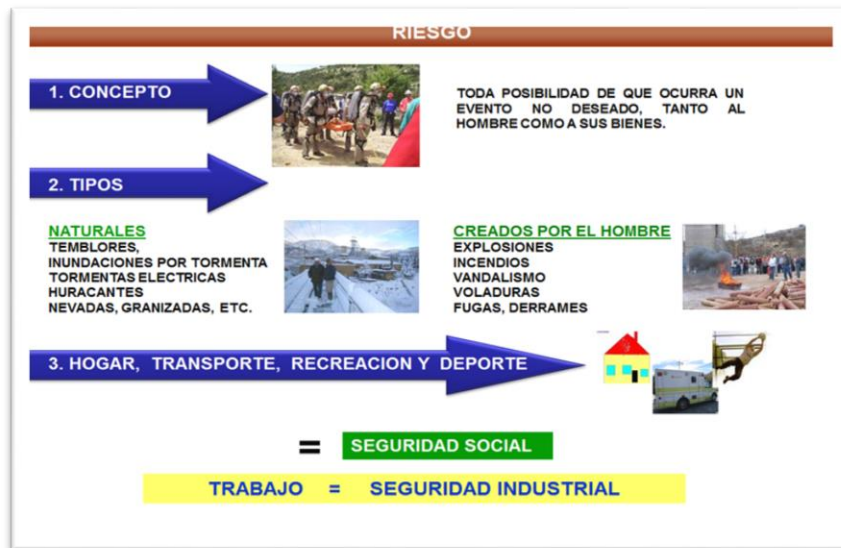 RIESGO
1. CONCEPTO
TODA POSIBILIDAD DE QUE OCURRA UN
EVENTO NO DESEADO, TANTO AL
HOMBRE COMO A SUS BIENES.
2. TIPOS
NATURALES
TEMBLORES,
INUNDACIONES POR TORMENTA
TORMENTAS ELECTRICAS
HURACANTES
NEVADAS, GRANIZADAS, ETC.
CREADOS POR EL HOMBRE
EXPLOSIONES
INCENDIOS
VANDALISMO
VOLADURAS
FUGAS, DERRAMES
3. HOGAR, TRANSPORTE, RECREACION Y DEPORTE
= SEGURIDAD SOCIAL
TRABAJO = SEGURIDAD INDUSTRIAL